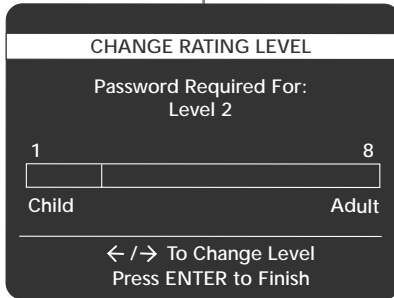 CHANGE RATING LEVEL
Password Required For:
Level 2
1 8
Child Adult
← /→ To Change Level
Press ENTER to Finish